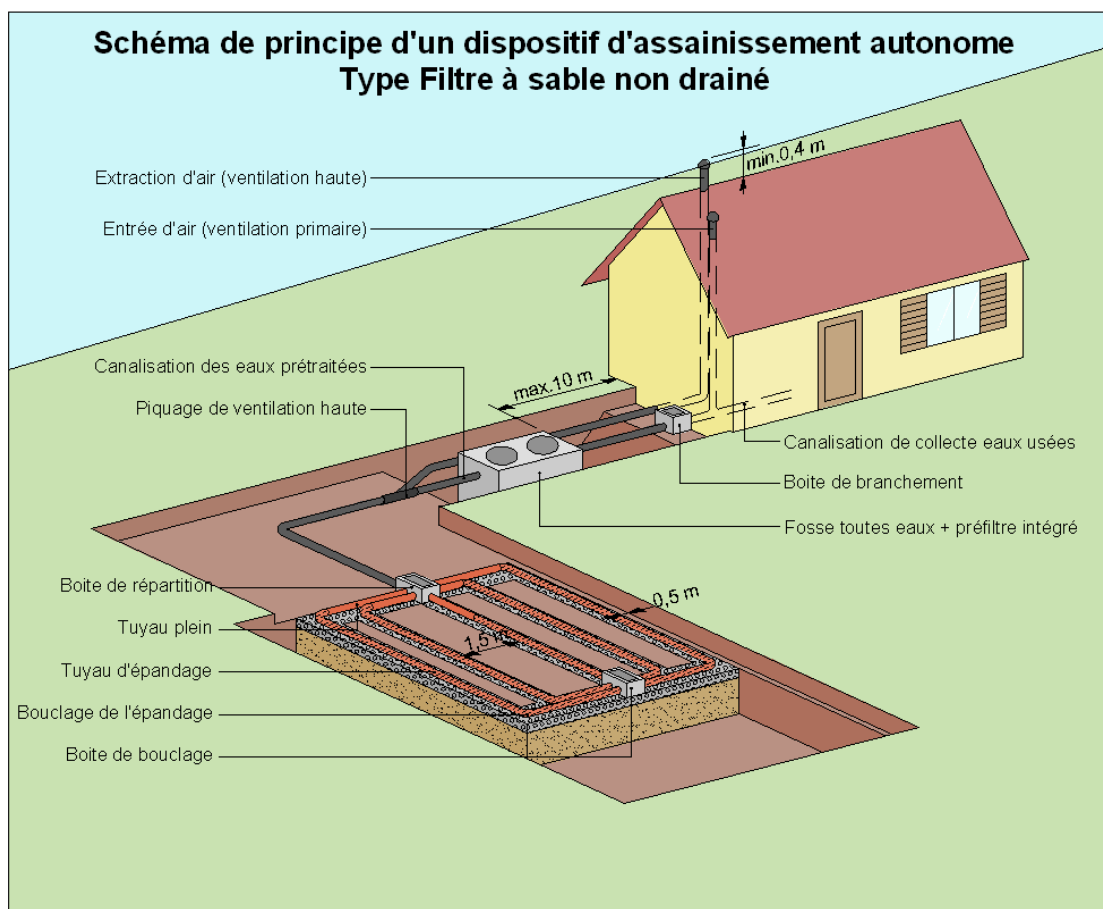 Schéma de principe d'un dispositif d'assainissement autonome
Type Filtre à sable non drainé
min.0,4 m
Extraction d'air (ventilation haute)
Entrée d'air (ventilation primaire)
Canalisation des eaux prétraitées
max.10 m
Piquage de ventilation haute
Canalisation de collecte eaux usées
Boite de branchement
Fosse toutes eaux + préfiltre intégré
Boite de répartition
0,5 m
Tuyau plein
1,5 m
Tuyau d'épandage
Bouclage de l'épandage
Boite de bouclage